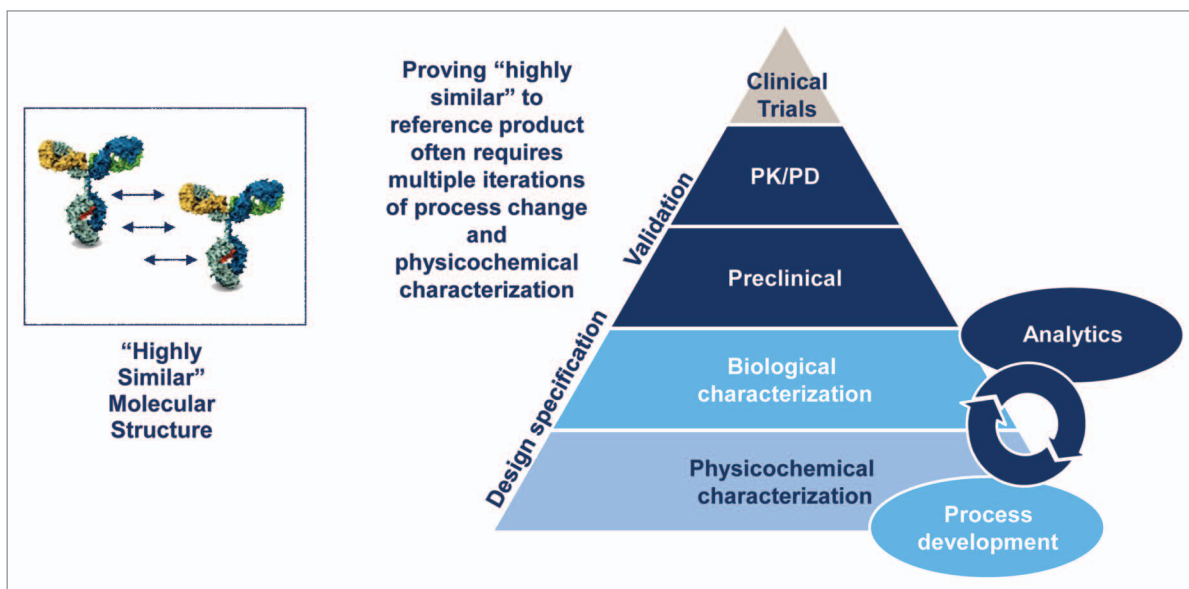 “Highly
Similar”
Molecular
Structure
Proving “highly
similar” to
reference product
often requires
multiple iterations
of process change
and
physicochemical
characterization
Clinical
Trials
PK/PD
Preclinical
Biological
characterization
Physicochemical
characterization
Validation
Design specification
Analytics
Process
development